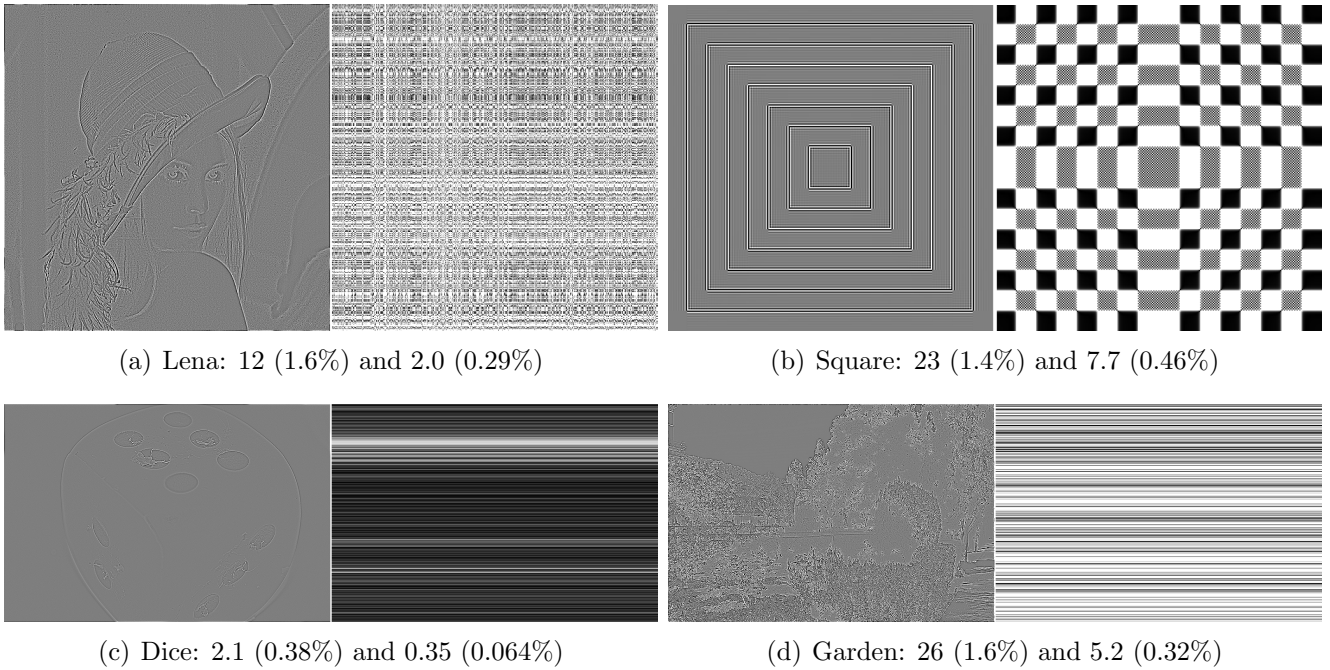 (a) Lena: 12 (1.6%) and 2.0 (0.29%)
(b) Square: 23 (1.4%) and 7.7 (0.46%)
(c) Dice: 2.1 (0.38%) and 0.35 (0.064%)
(d) Garden: 26 (1.6%) and 5.2 (0.32%)